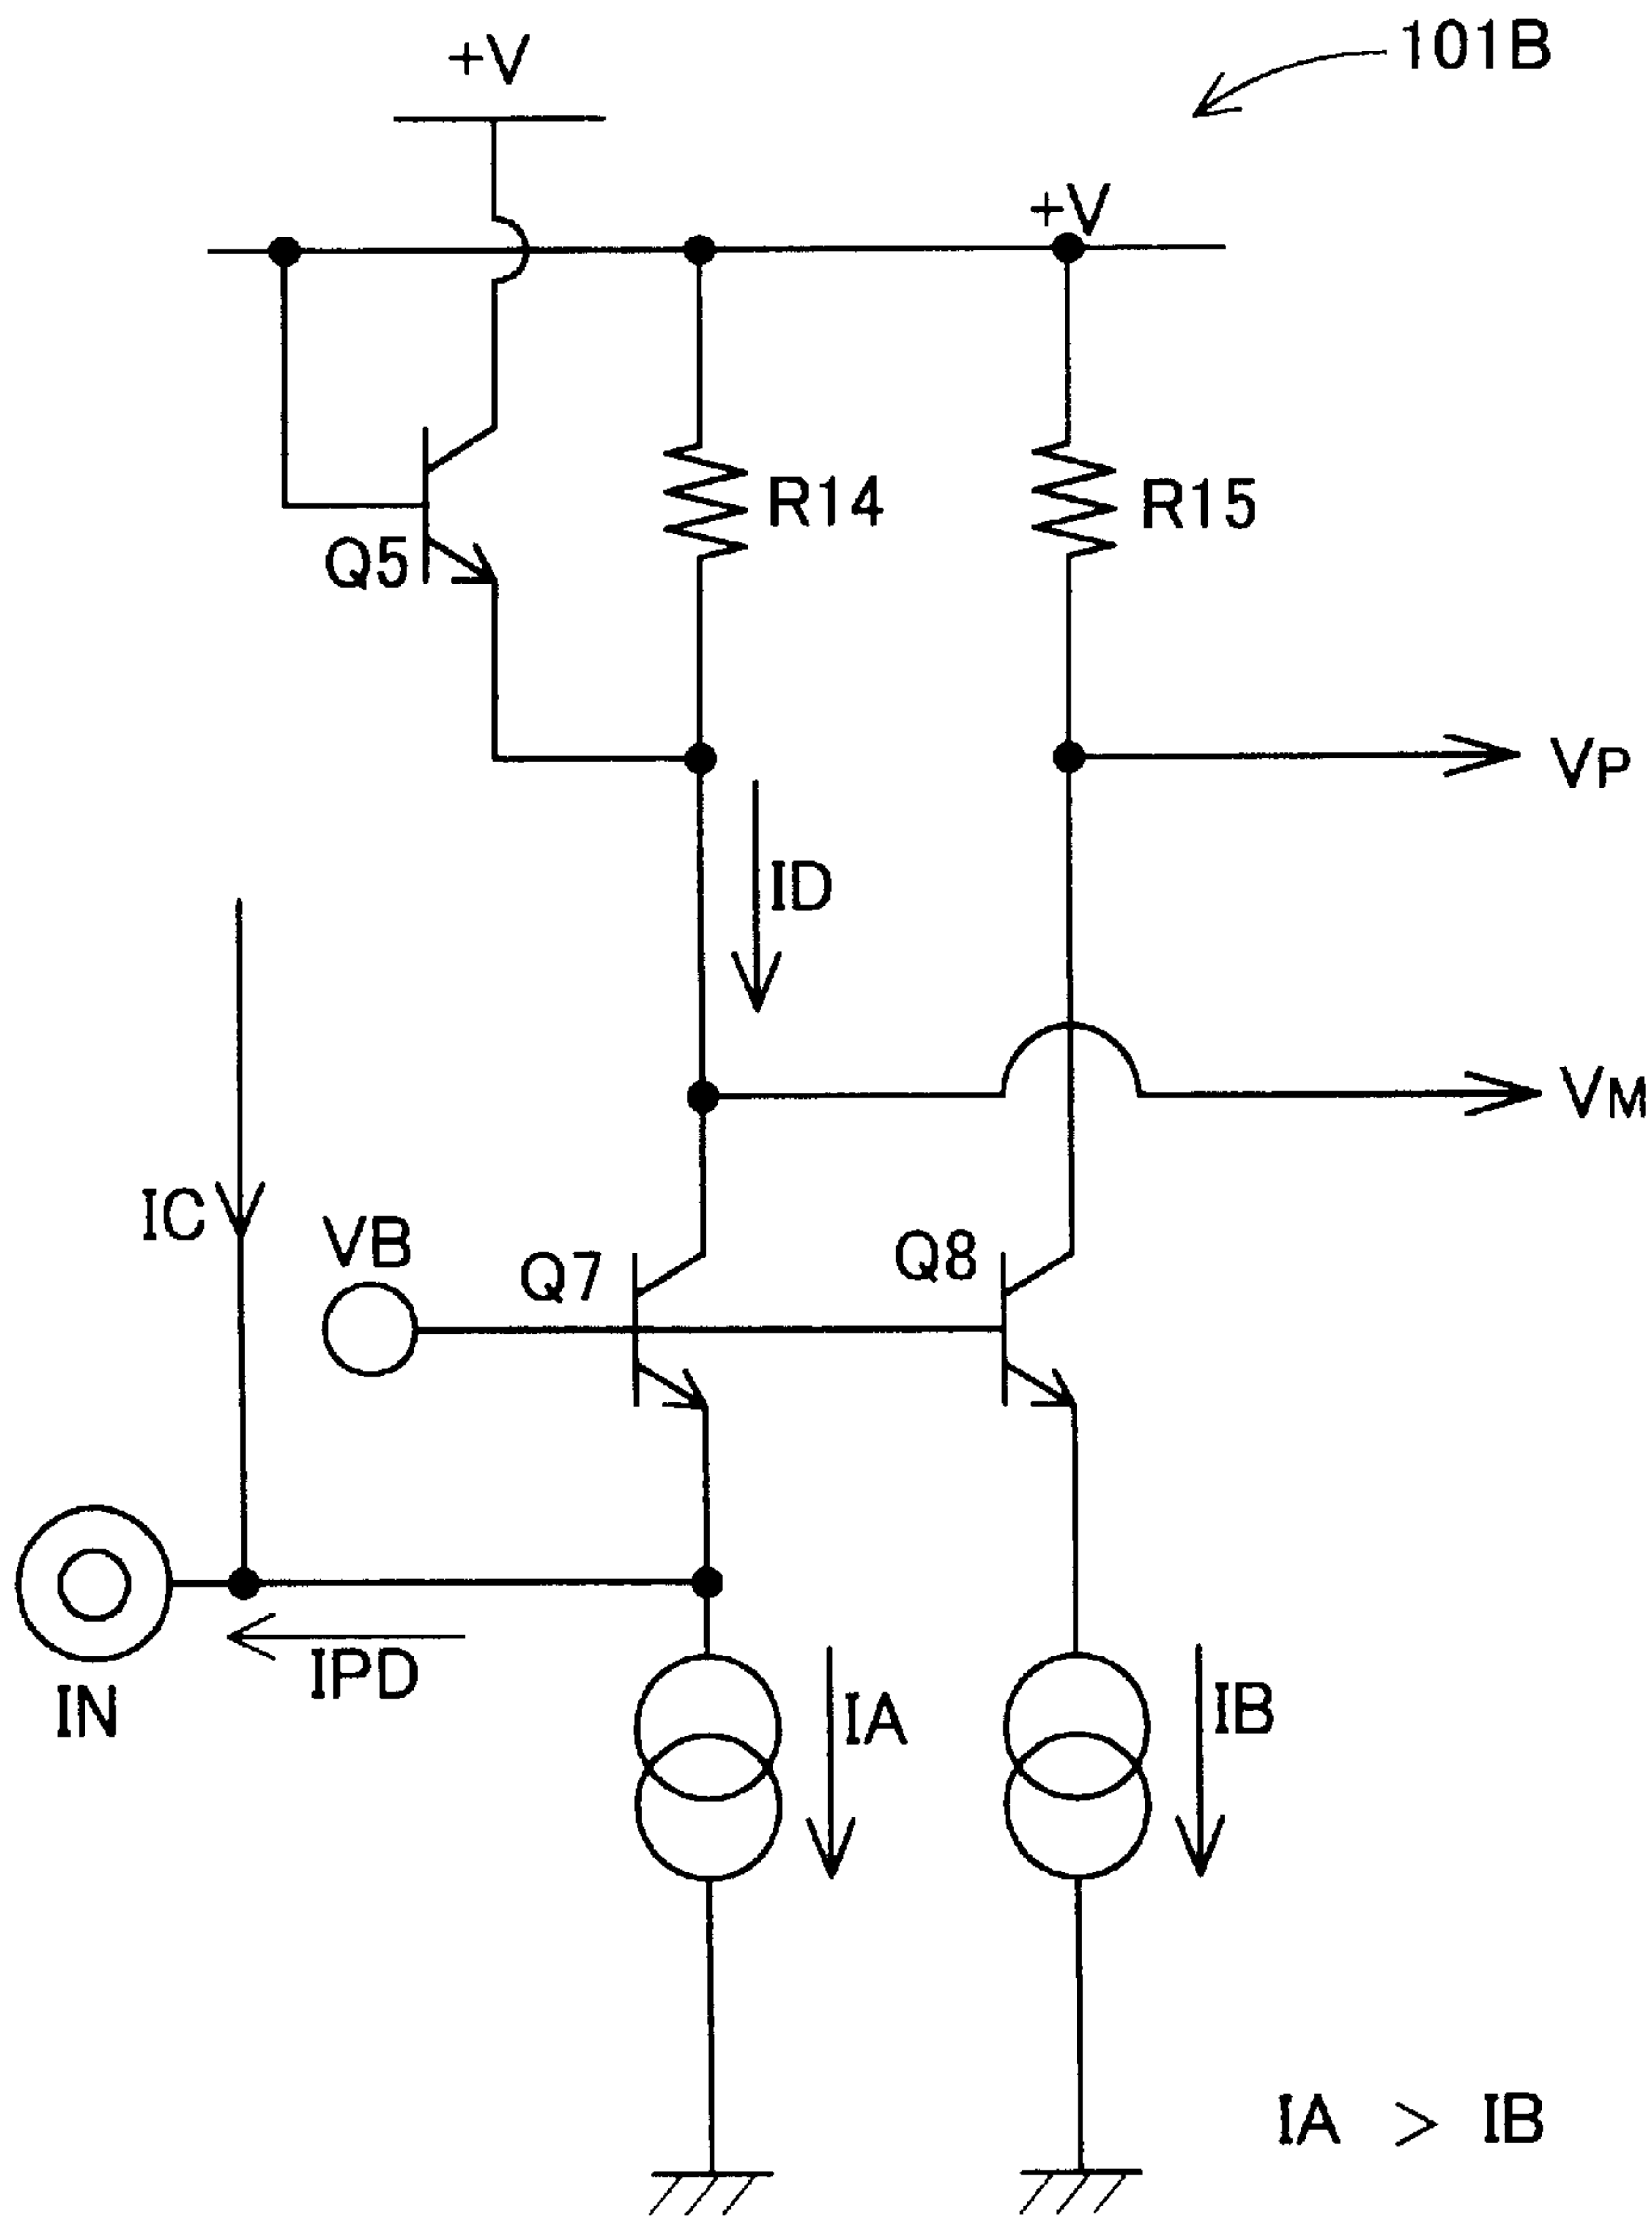 101B
+V
+V
R14
R15
Q5
VP
ID
VM
IC
VB
Q7
Q8
IPD
IN
IA
IB
IA > IB